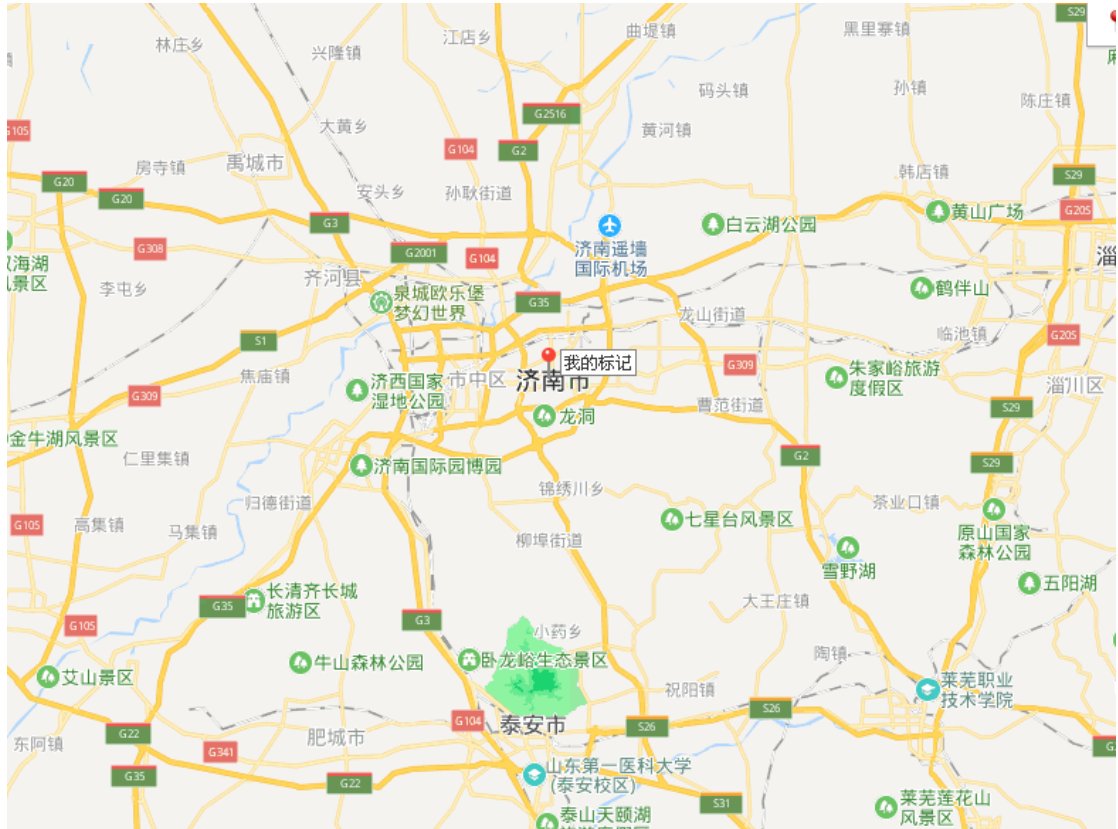 林庄乡
兴隆镇
江店乡
曲堤镇
黑里寨镇
S29
码头镇
孙镇
陈庄镇
G2516
大黄乡
黄河镇
G105
G104
G2
禹城市
房寺镇
韩店镇
S29
G20
G20
安头乡
孙耿街道
G3
黄山广场
G205
白云湖公园
G308
G2001
G104
济南遥墙
国际机场
齐河县
李屯乡
泉城欧乐堡
梦幻世界
G35
鹤伴山
龙山街道
临池镇
G205
S1
我的标记
焦庙镇
济西国家
湿地公园
市中区
济南市
G309
朱家峪旅游
度假区
淄川区
G309
龙洞
曹范街道
S29
金牛湖风景区
仁里集镇
济南国际园博园
G2
S29
锦绣川乡
归德街道
茶业口镇
G105
高集镇
马集镇
七星台风景区
柳埠街道
原山国家
森林公园
雪野湖
五阳湖
长清齐长城
旅游区
G35
G3
大王庄镇
G105
小药乡
牛山森林公园
卧龙峪生态景区
陶镇
艾山景区
祝阳镇
莱芜职业
技术学院
G104
泰安市
S26
S26
G22
东阿镇
G341
肥城市
G35
G22
山东第一医科大学
(泰安校区)
S31
泰山天颐湖
莱芜莲花山
风景区